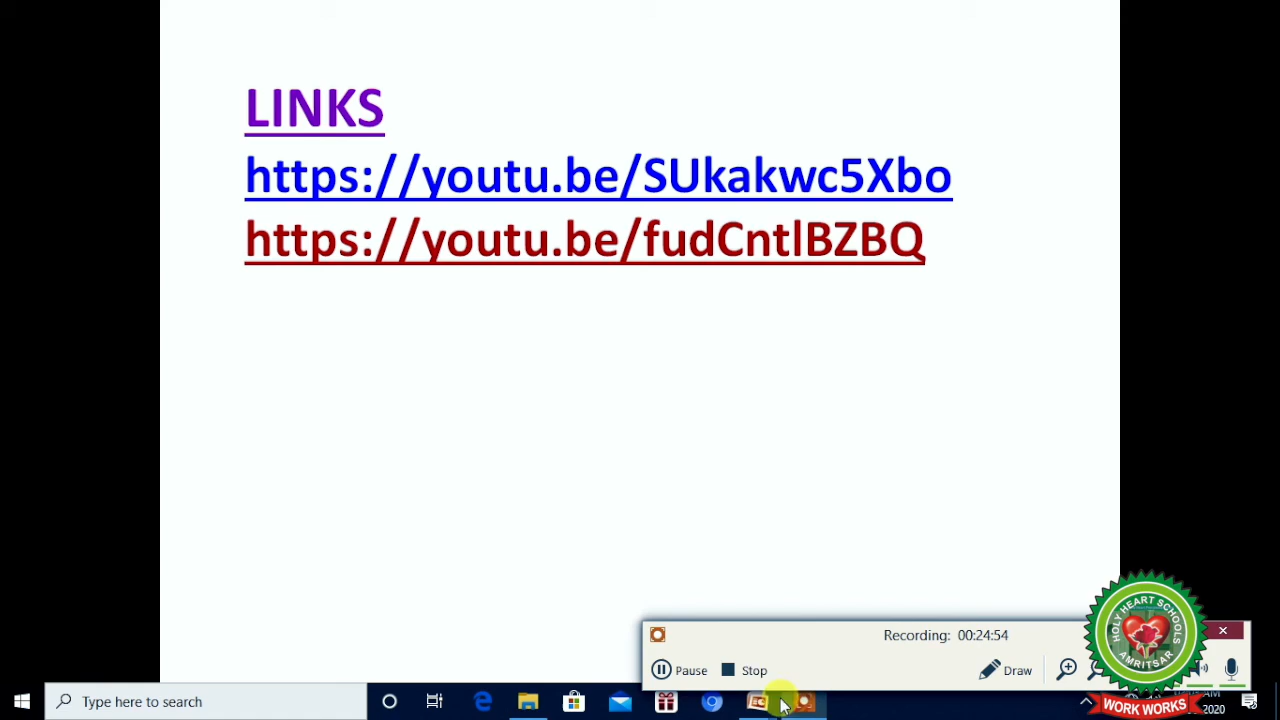 LINKS
https://youtu.be/SUkakwc5Xbo
https://youtu.be/fudCntlBZBQ
Recording: 00:24:54
Pause
Stop
Draw
HOLY HEART SCHOOLS
AMRITSAR
WORK WORKS
Type here to search
2020